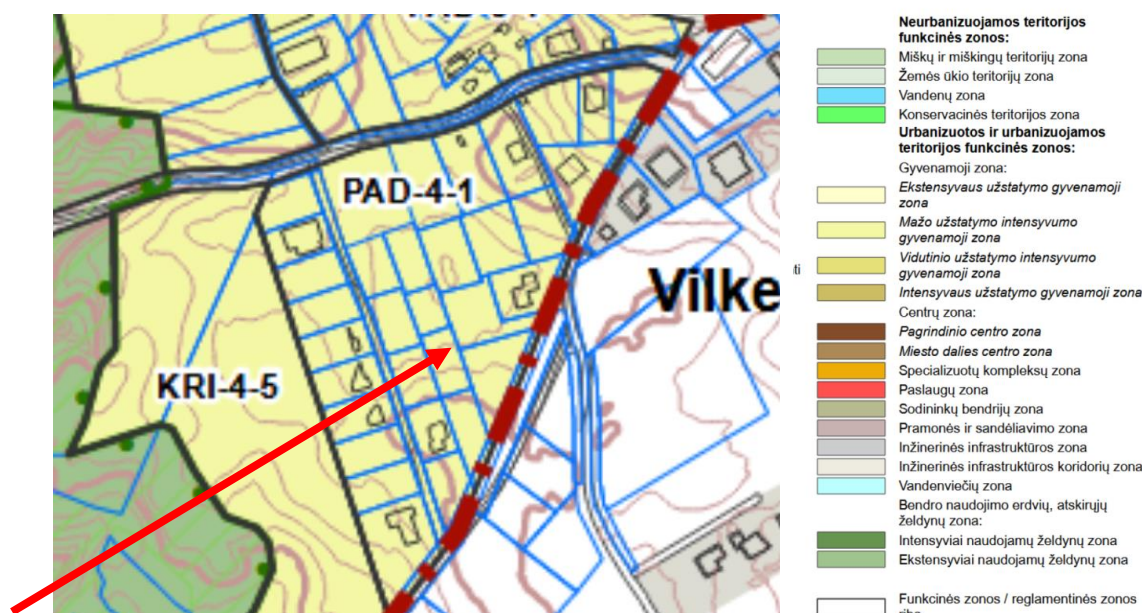 PAD-4-1
Vilke
KRI-4-5
ti
Neurbanizuojamos teritorijos
funkcinės zonos:
Miškų ir miškingų teritorijų zona
Žemės ūkio teritorijų zona
Vandenų zona
Konservacinės teritorijos zona
Urbanizuotos ir urbanizuojamos
teritorijos funkcinės zonos:
Gyvenamoji zona:
Ekstensyvaus užstatymo gyvenamoji
zona
Mažo užstatymo intensyvumo
gyvenamoji zona
Vidutinio užstatymo intensyvumo
gyvenamoji zona
Intensyvaus užstatymo gyvenamoji zona
Centrų zona:
Pagrindinio centro zona
Miesto dalies centro zona
Specializuotų kompleksų zona
Paslaugų zona
Sodininkų bendrijų zona
Pramonės ir sandėliavimo zona
Inžinerinės infrastruktūros zona
Inžinerinės infrastruktūros koridorių zona
Vandenviečių zona
Bendro naudojimo erdvių, atskirųjų
želdynų zona:
Intensyviai naudojamų želdynų zona
Ekstensyviai naudojamų želdynų zona
Funkcinės zonos / reglamentinės zonos